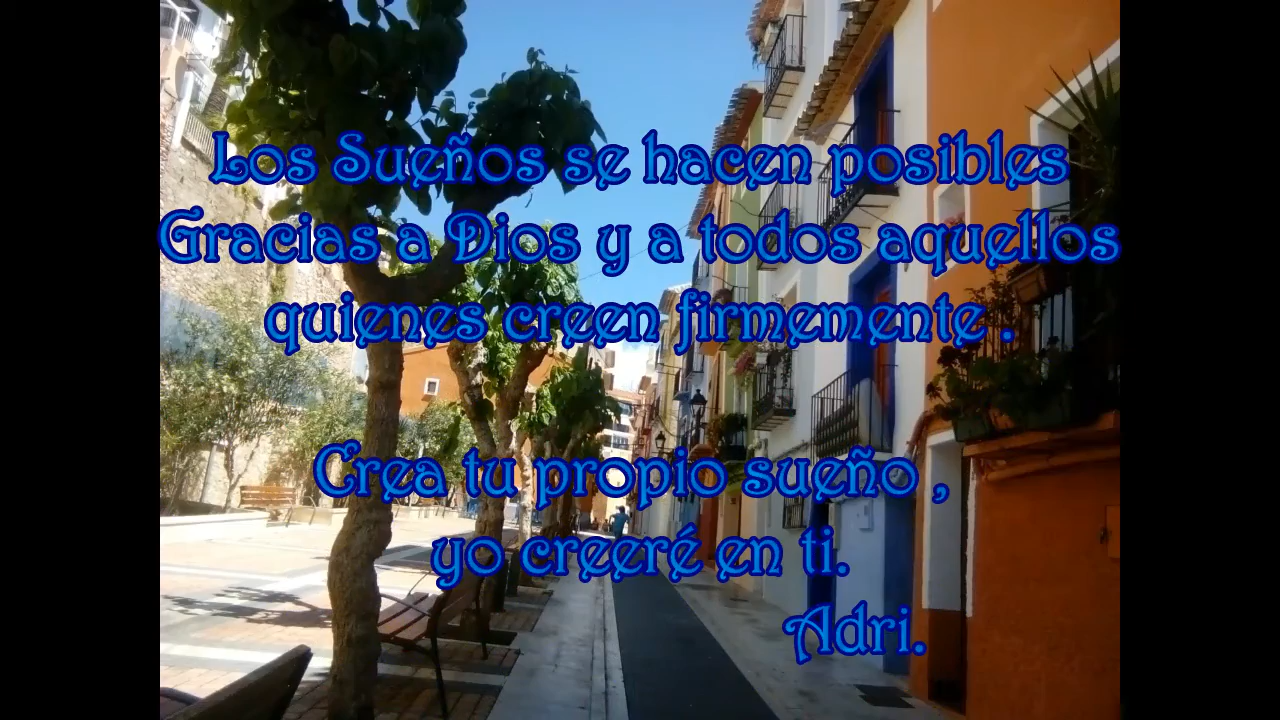 Los Sueños se hacen posibles
Gracias a Dios y a todos aquellos
quienes creen firmemente .
Crea tu propio sueño ,
yo creeré en ti.
Adri.